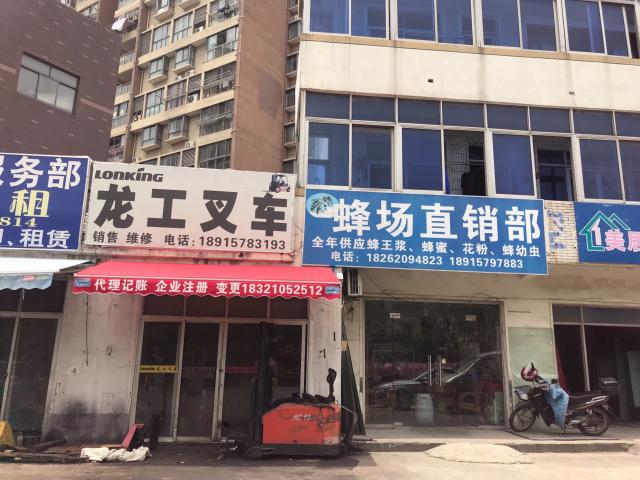 服务部
租
814
租赁
LONKING
龙工叉车
销售 维修 电话：18915783193
代理记账 企业注册 变更18321052512
蜂场直销部
全年供应蜂王浆、蜂蜜、花粉、蜂幼虫
电话：18262094823 18915797883
美居